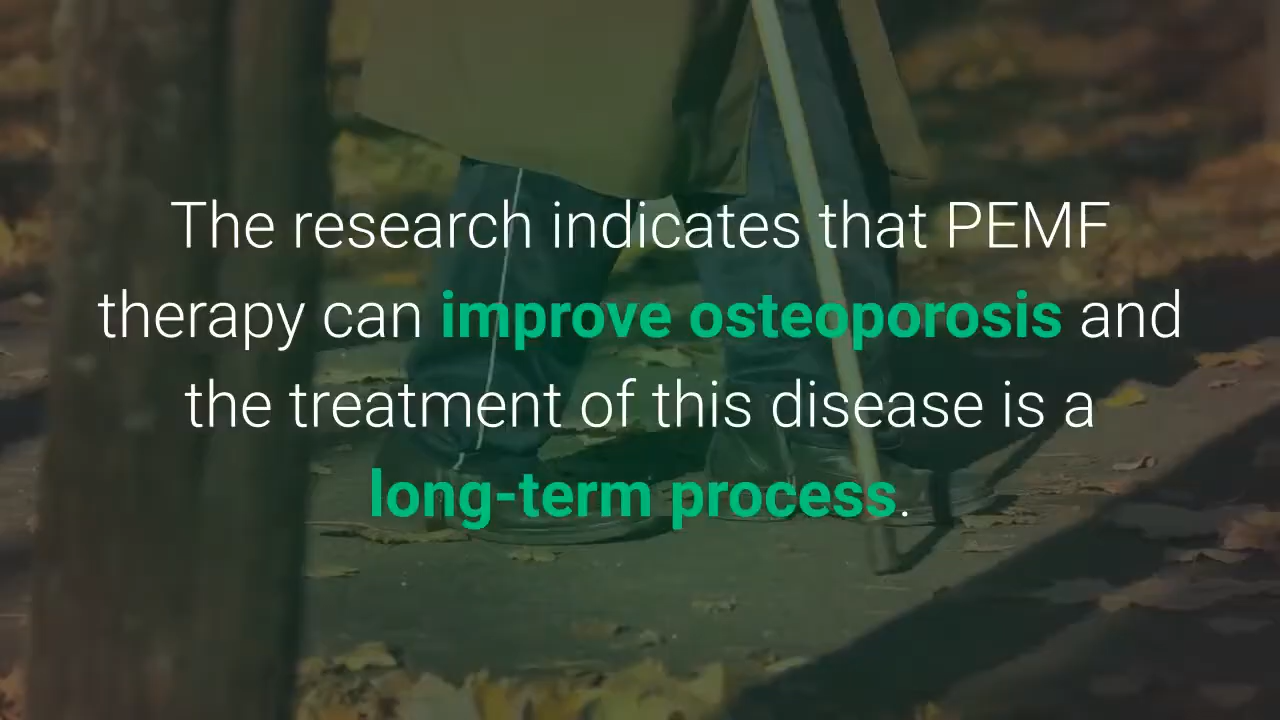 The research indicates that PEMF
therapy can improve osteoporosis and
the treatment of this disease is a
long-term process.